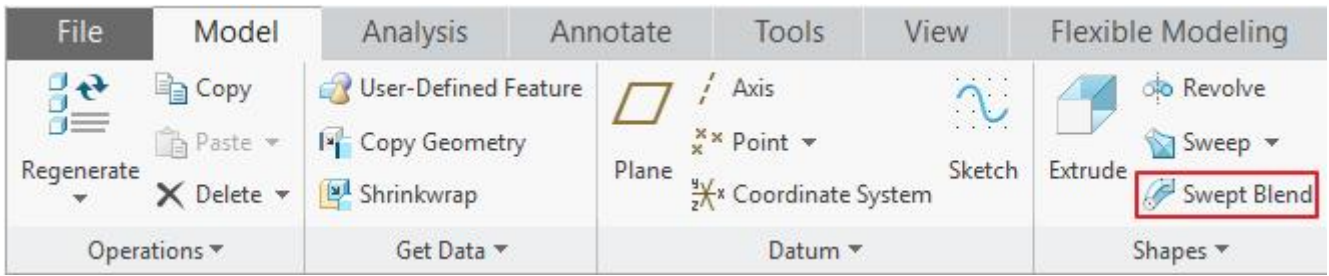 File Model Analysis Annotate Tools View Flexible Modeling
Regenerate
Copy
Paste
Delete
Operations
User-Defined Feature
Copy Geometry
Shrinkwrap
Get Data
Plane
Axis
Point
Coordinate System
Sketch
Datum
Extrude
Revolve
Sweep
Swept Blend
Shapes